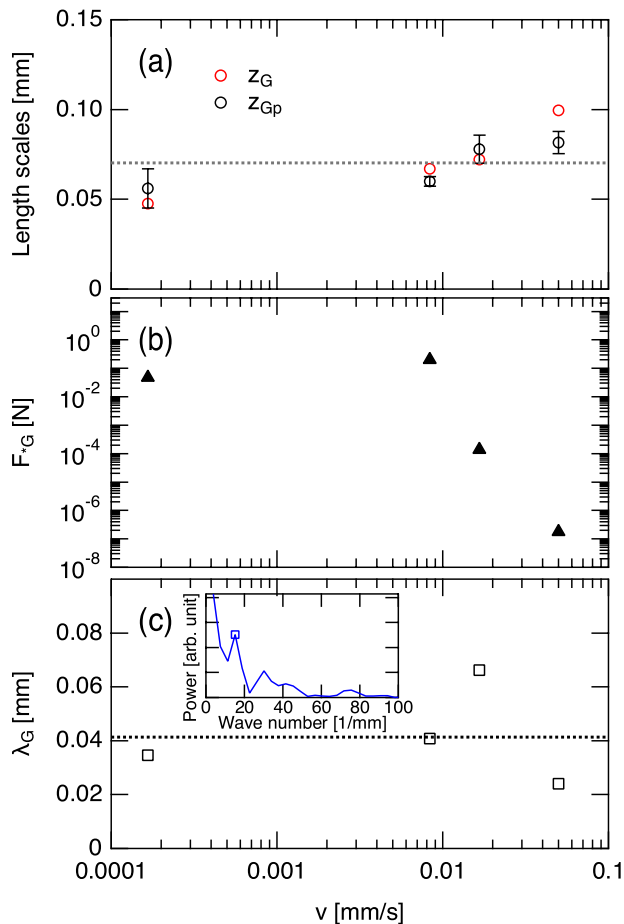 0.15
(a)
z_G
z_Gp
0.10
0.05
0
Length scales [mm]
(b)
10^0
10^-2
10^-4
10^-6
10^-8
F_*G [N]
(c)
Power [arb. unit]
0 20 40 60 80 100
Wave number [1/mm]
0.08
0.06
0.04
0.02
0.00
λ_G [mm]
0.0001 0.001 0.01 0.1
v [mm/s]